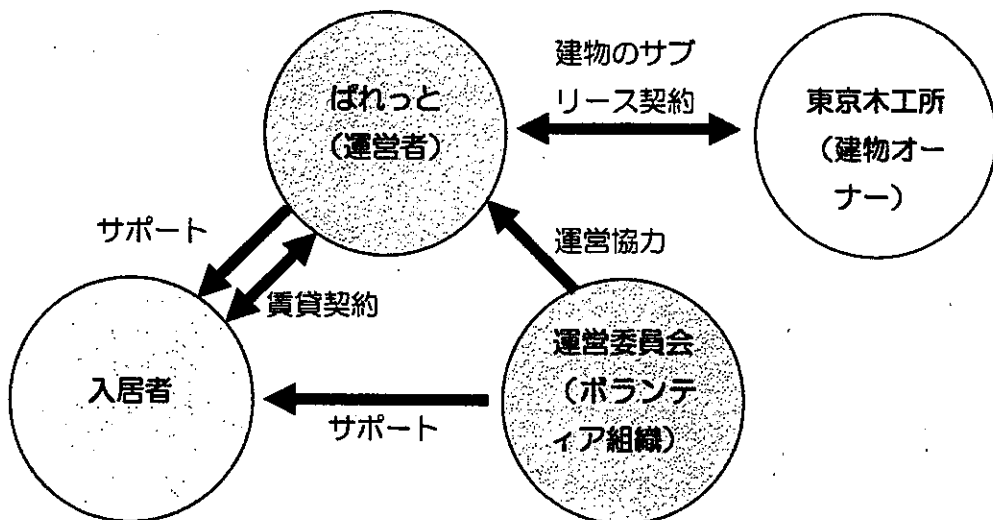 建物のサブ
リース契約
ぱれっと
（運営者）
東京木工所
（建物オー
ナー）
サポート
運営協力
賃貸契約
入居者
運営委員会
（ボランテ
ィア組織）
サポート